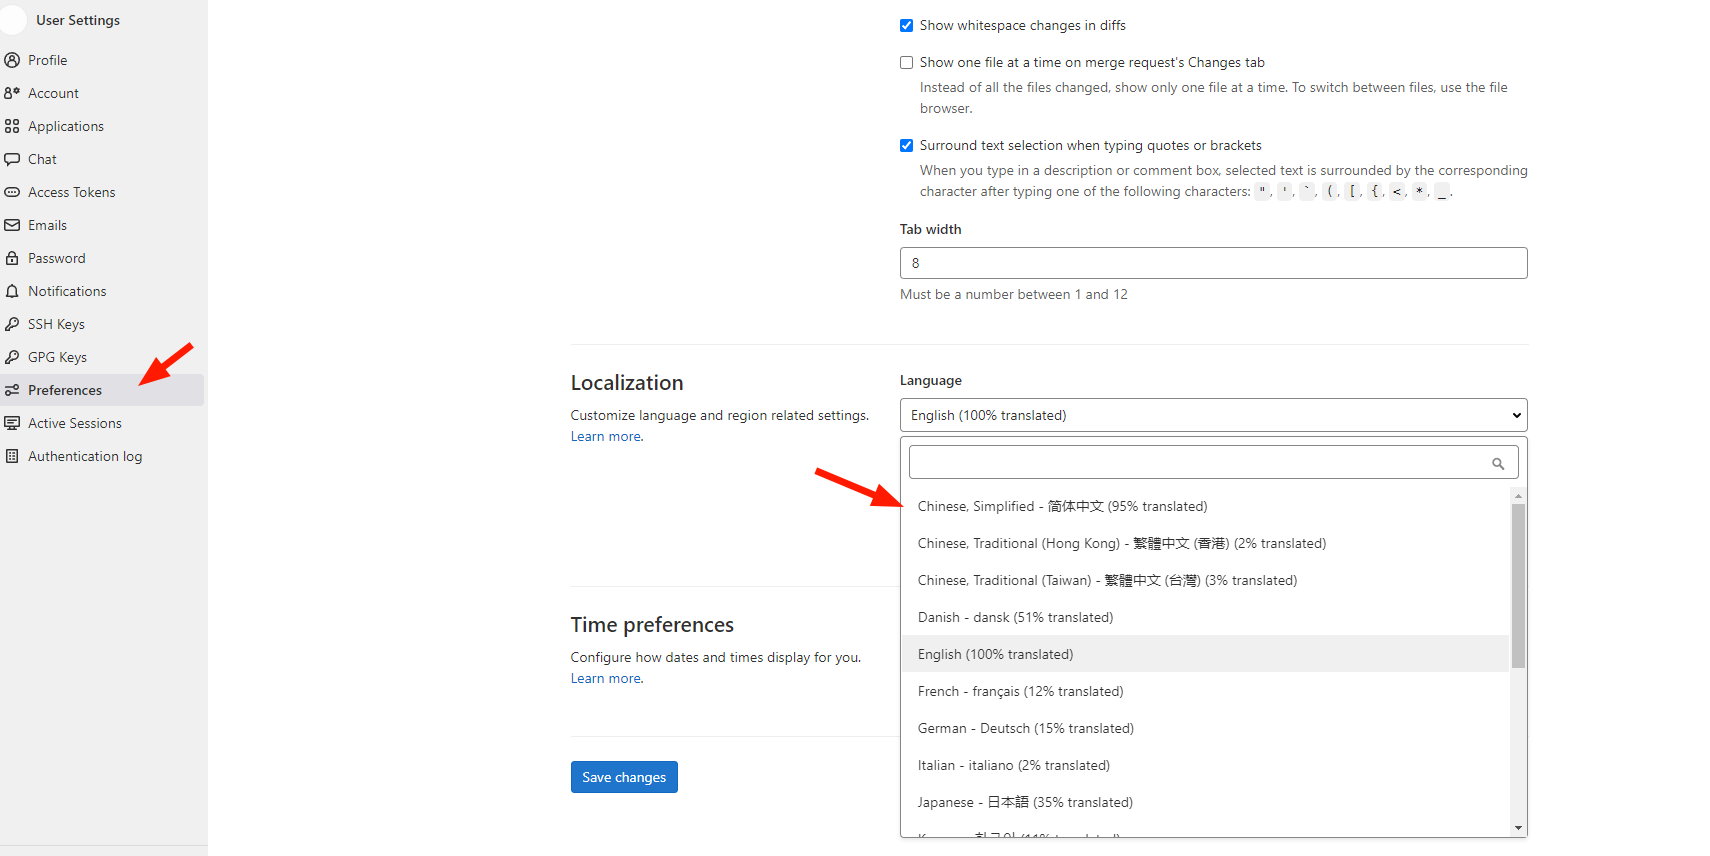 User Settings
Profile
Account
Applications
Chat
Access Tokens
Emails
Password
Notifications
SSH Keys
GPG Keys
Preferences
Active Sessions
Authentication log
Show whitespace changes in diffs
Show one file at a time on merge request's Changes tab
Instead of all the files changed, show only one file at a time. To switch between files, use the file
browser.
Surround text selection when typing quotes or brackets
When you type in a description or comment box, selected text is surrounded by the corresponding
character after typing one of the following characters: ", ', `, (, [, {, <, *, _.
Tab width
8
Must be a number between 1 and 12
Localization
Customize language and region related settings.
Learn more.
Language
English (100% translated)
Chinese, Simplified - 简体中文 (95% translated)
Chinese, Traditional (Hong Kong) - 繁體中文 (香港) (2% translated)
Chinese, Traditional (Taiwan) - 繁體中文 (台灣) (3% translated)
Danish - dansk (51% translated)
English (100% translated)
French - français (12% translated)
German - Deutsch (15% translated)
Italian - italiano (2% translated)
Japanese - 日本語 (35% translated)
Time preferences
Configure how dates and times display for you.
Learn more.
Save changes